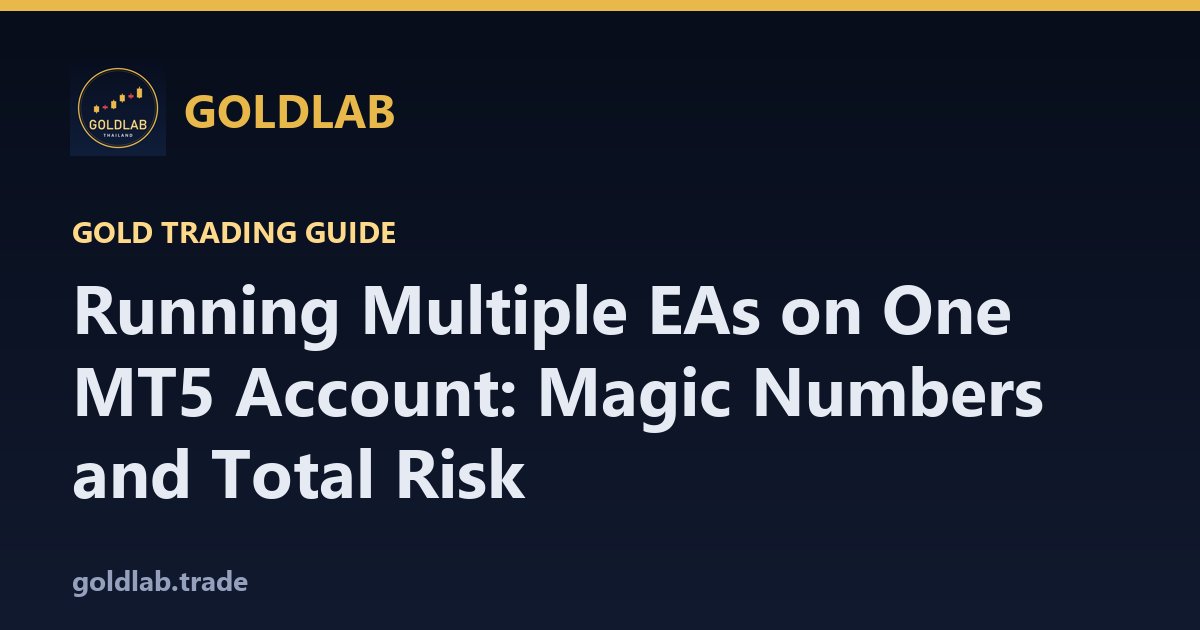 GOLDLAB
THAILAND
GOLDLAB
GOLD TRADING GUIDE
Running Multiple EAs on One
MT5 Account: Magic Numbers
and Total Risk
goldlab.trade